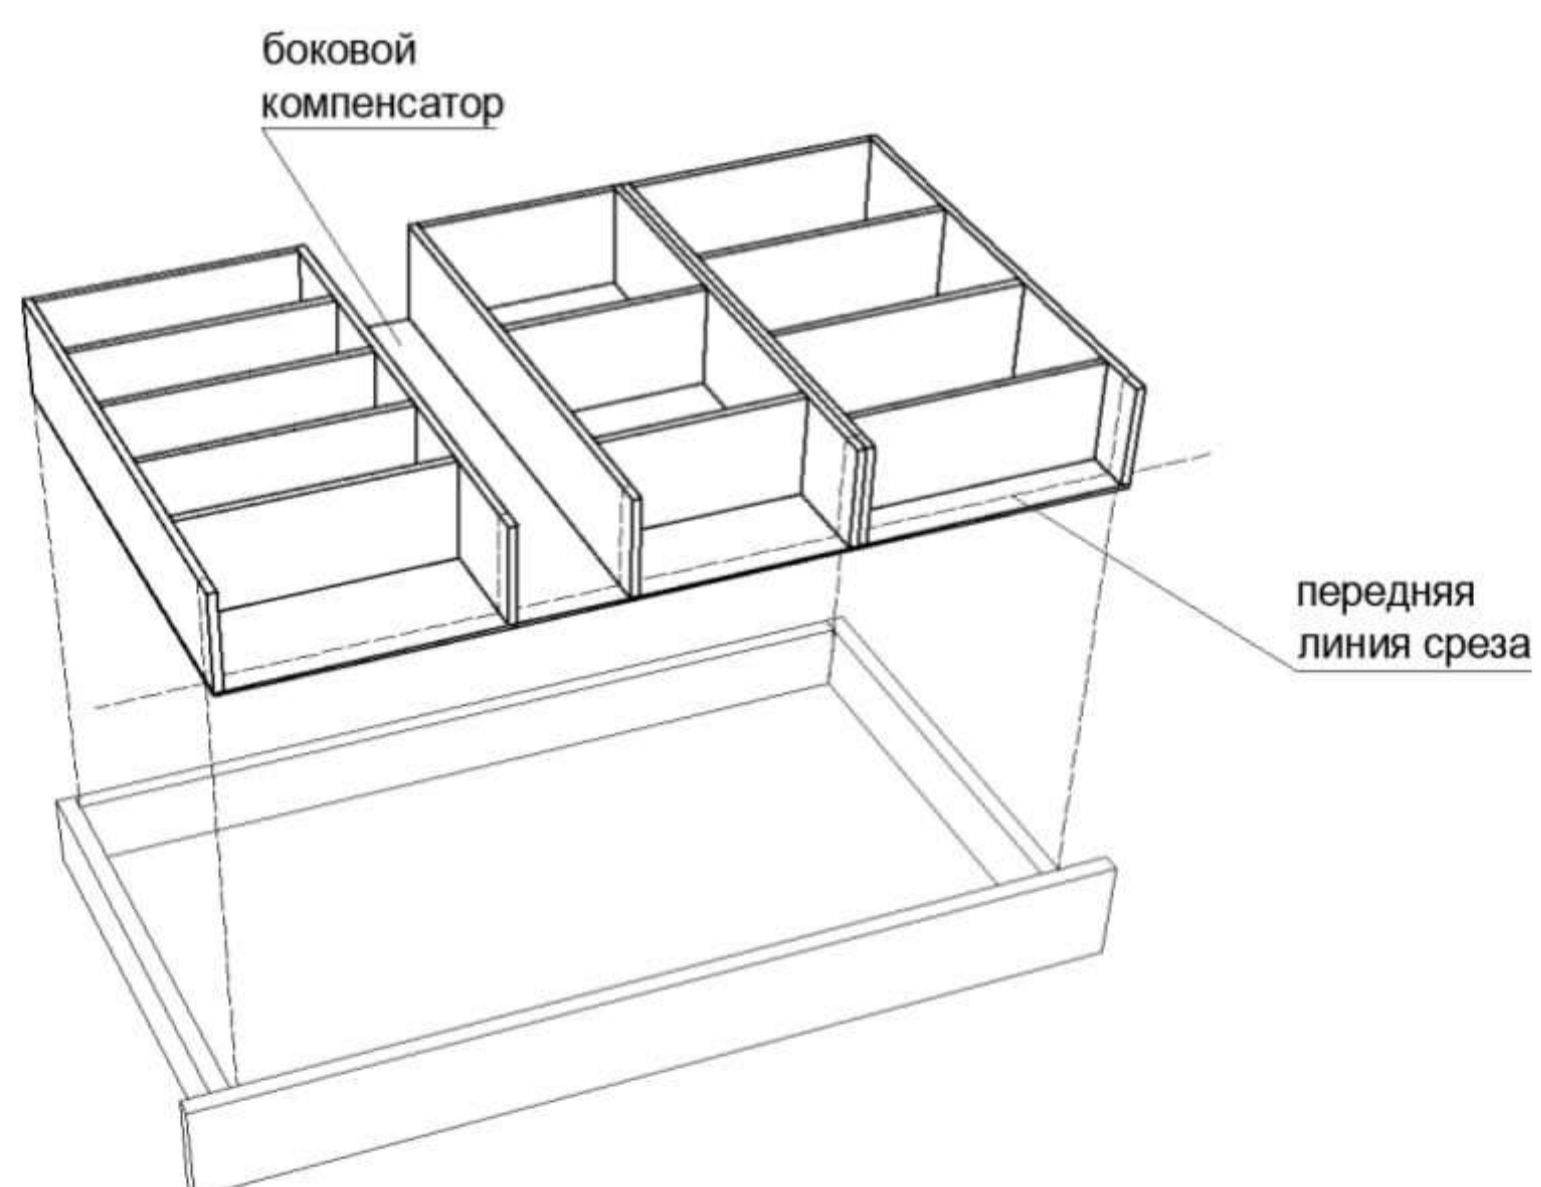 боковой
компенсатор
передняя
линия среза